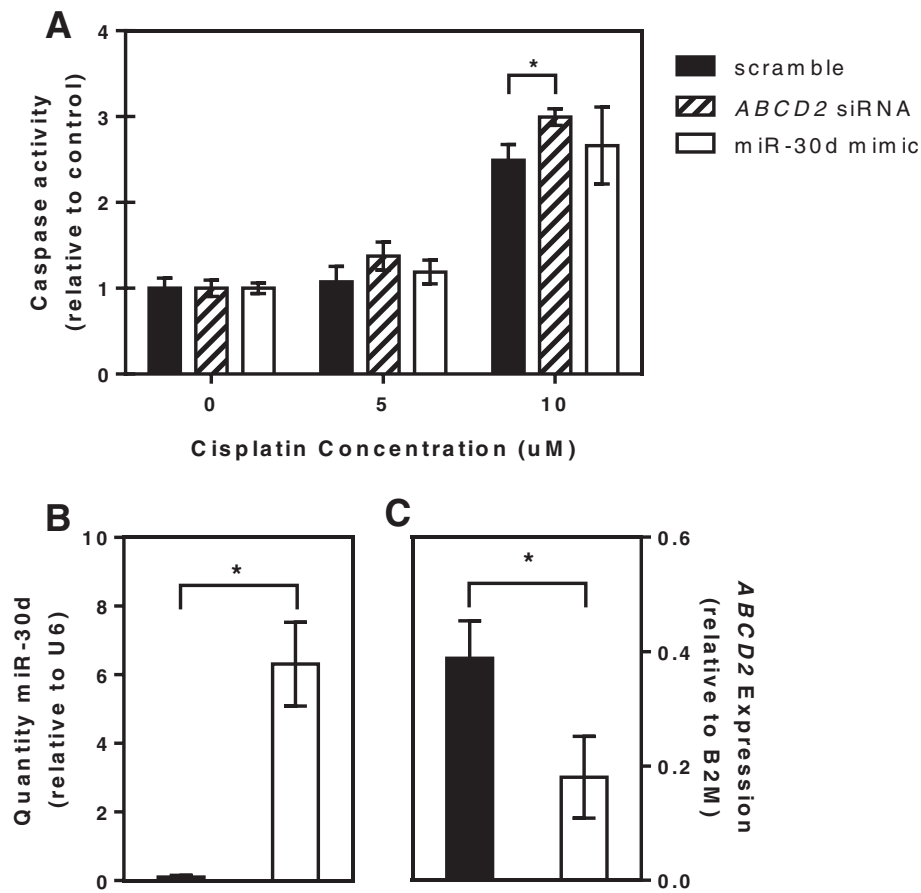 A
4
3
2
1
0
Caspase activity
(relative to control)
*
0
5
10
Cisplatin Concentration (uM)
scramble
ABCD2 siRNA
miR-30d mimic
B
10
8
6
4
2
0
Quantity miR-30d
(relative to U6)
*
C
*
0.6
0.4
0.2
0.0
ABCD2 Expression
(relative to B2M)